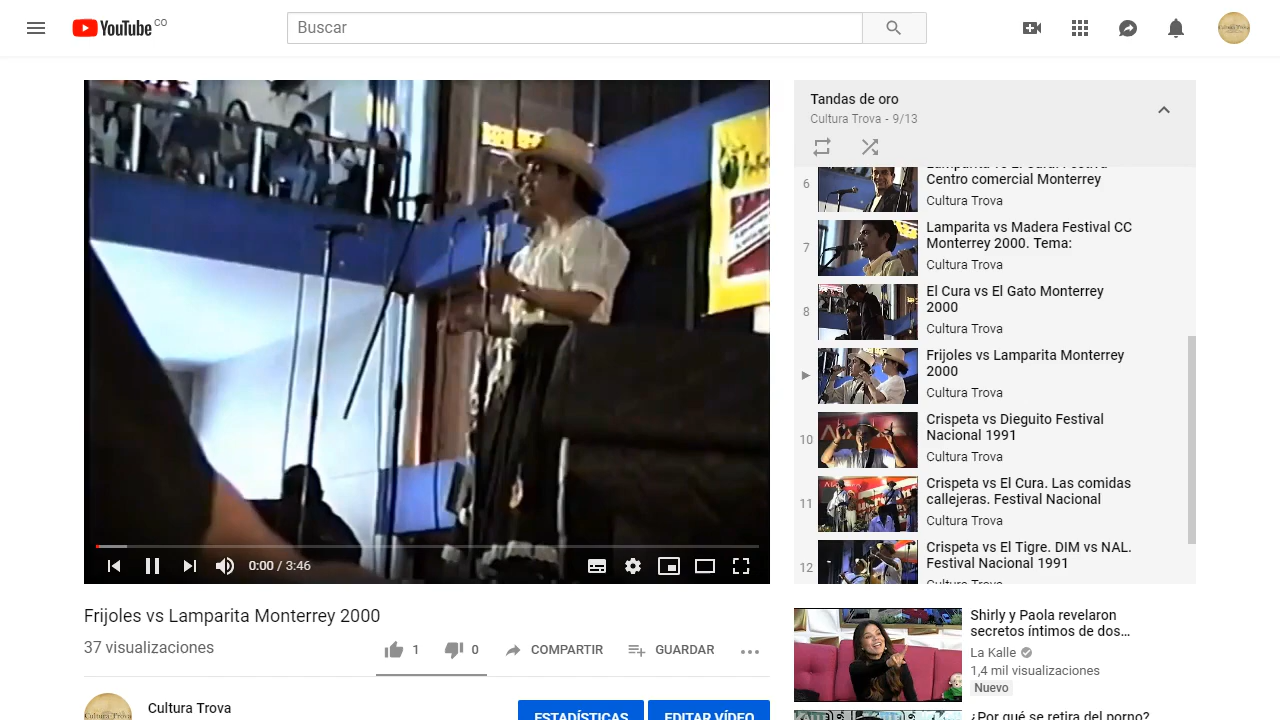 YouTube CO
Buscar
Tandas de oro
Cultura Trova - 9/13
6
Centro comercial Monterrey
Cultura Trova
7
Lamparita vs Madera Festival CC
Monterrey 2000. Tema:
Cultura Trova
8
El Cura vs El Gato Monterrey
2000
Cultura Trova
Frijoles vs Lamparita Monterrey
2000
Cultura Trova
10
Crispeta vs Dieguito Festival
Nacional 1991
Cultura Trova
11
Crispeta vs El Cura. Las comidas
callejeras. Festival Nacional
Cultura Trova
12
Crispeta vs El Tigre. DIM vs NAL.
Festival Nacional 1991
Cultura Trova
0:00 / 3:46
Frijoles vs Lamparita Monterrey 2000
37 visualizaciones
1
0
COMPARTIR
GUARDAR
Cultura Trova
ESTADÍSTICAS
EDITAR VÍDEO
Shirly y Paola revelaron
secretos íntimos de dos…
La Kalle
1,4 mil visualizaciones
Nuevo
¿Por qué se retira del porno?